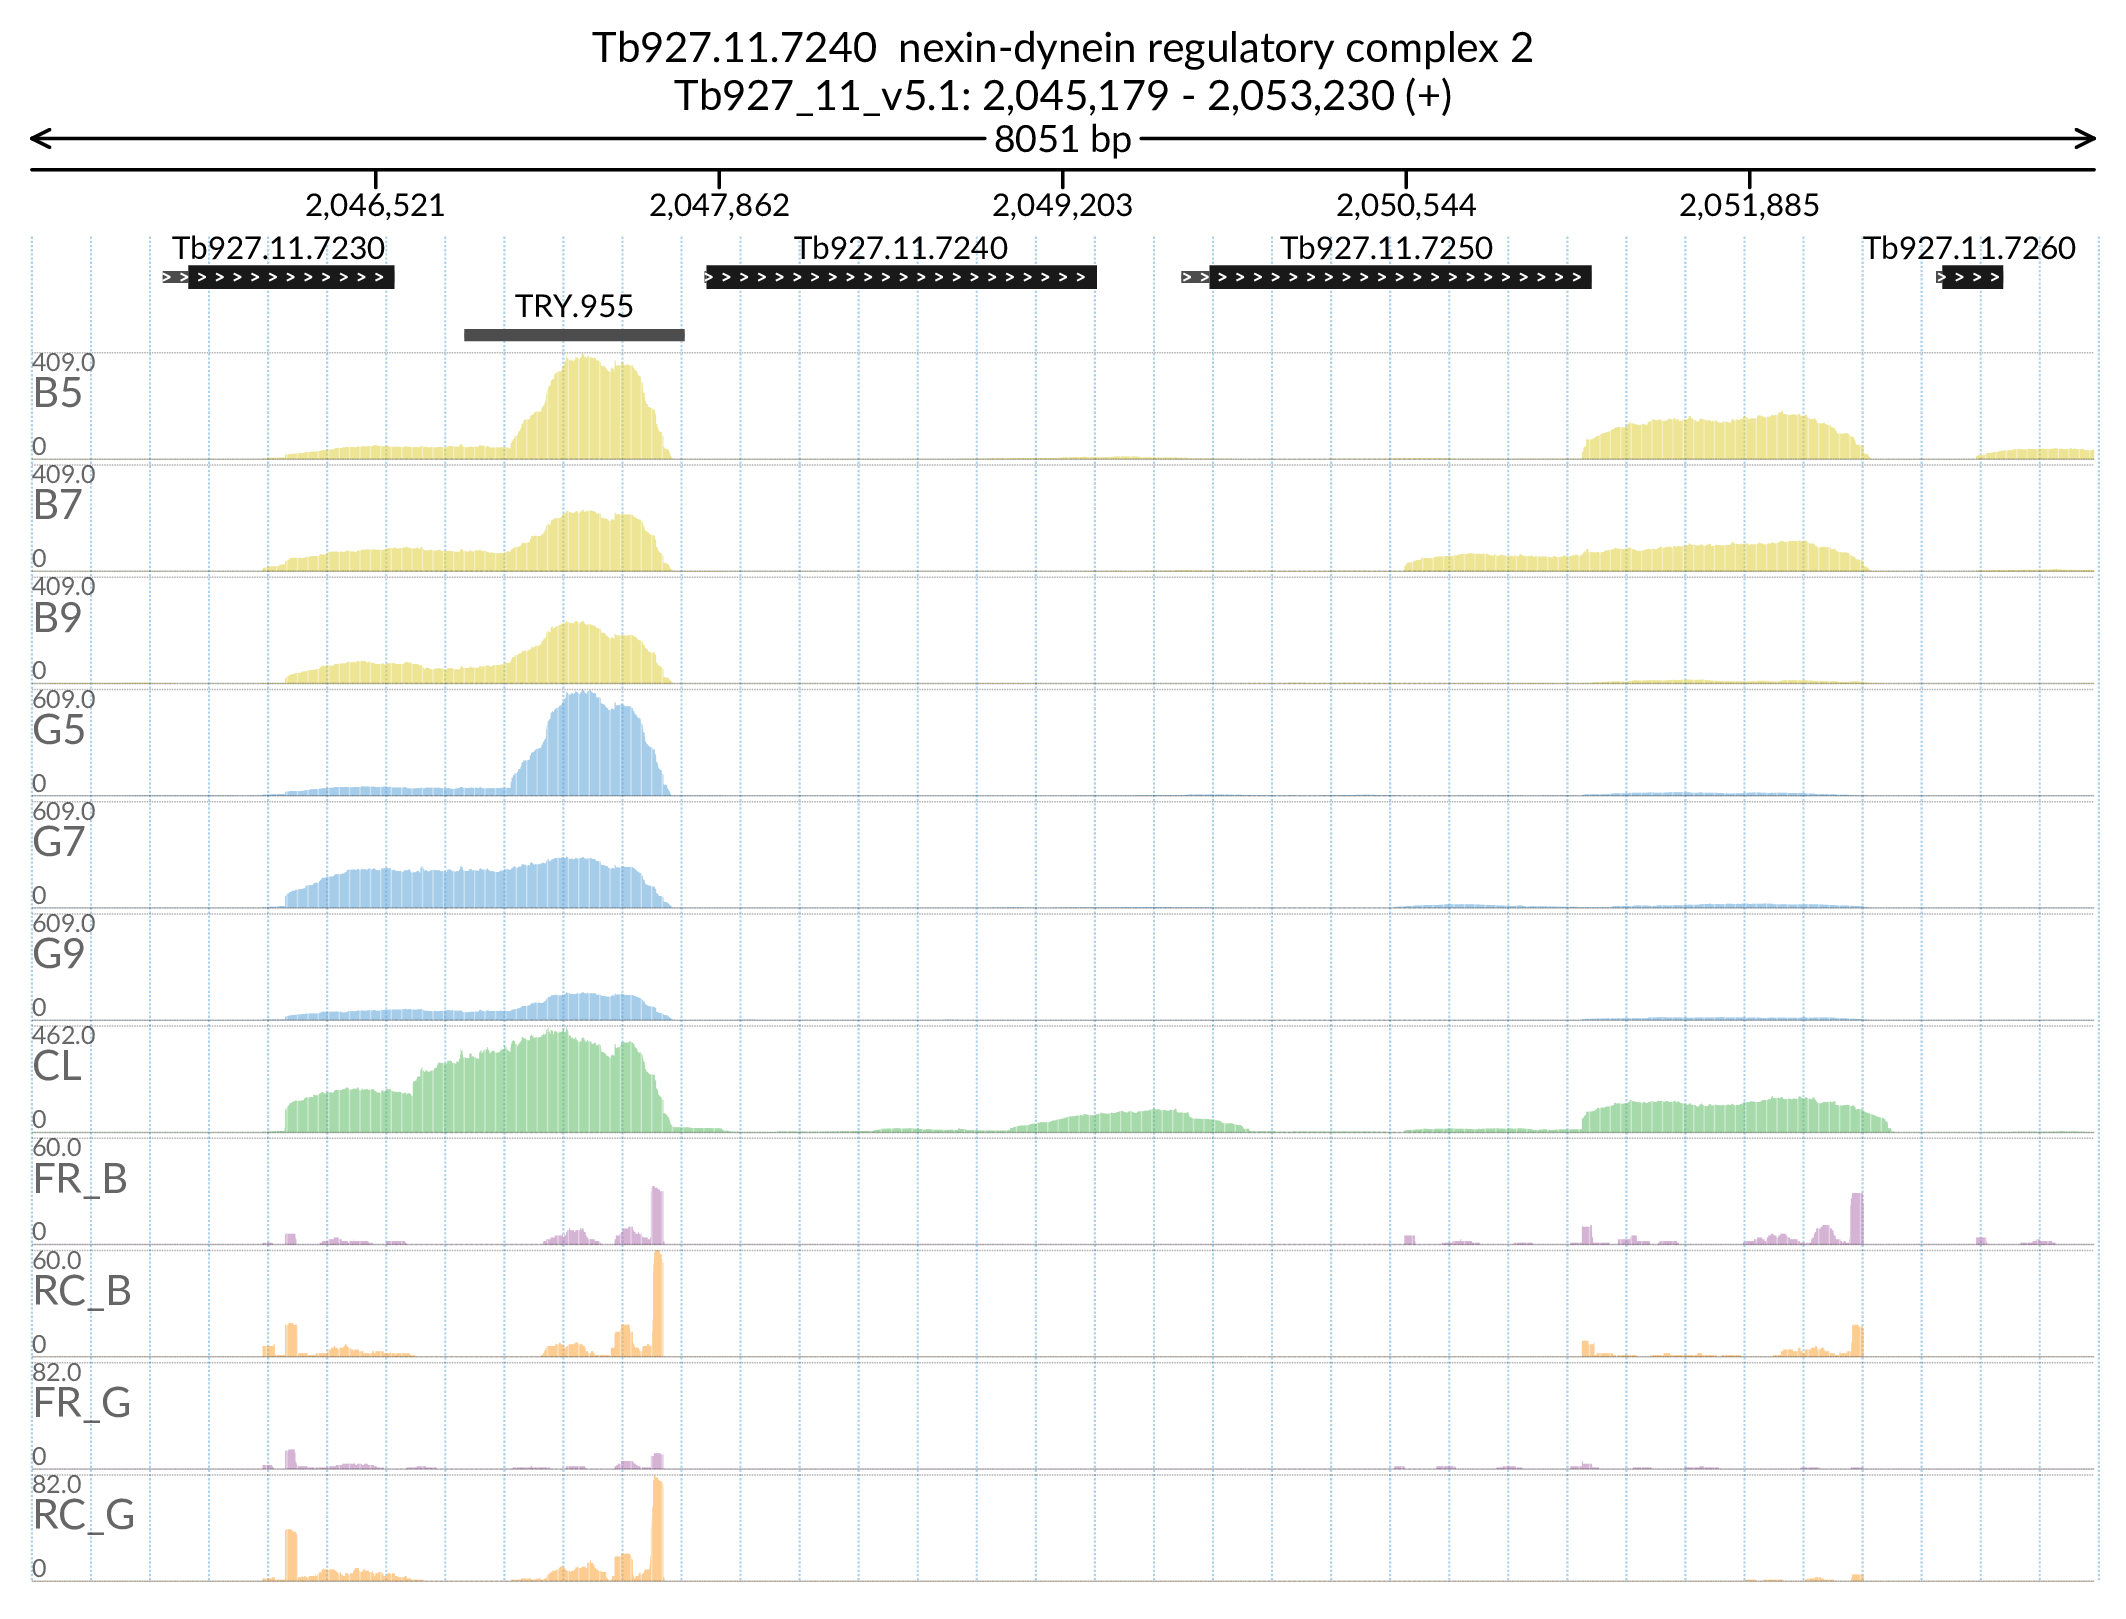 Tb927.11.7240  nexin-dynein regulatory complex 2
Tb927_11_v5.1: 2,045,179 - 2,053,230 (+)
8051 bp
2,046,521 2,047,862 2,049,203 2,050,544 2,051,885
Tb927.11.7230 Tb927.11.7240 Tb927.11.7250 Tb927.11.7260
TRY.955
409.0
B5
0
409.0
B7
0
409.0
B9
0
609.0
G5
0
609.0
G7
0
609.0
G9
0
462.0
CL
0
60.0
FR_B
0
60.0
RC_B
0
82.0
FR_G
0
82.0
RC_G
0